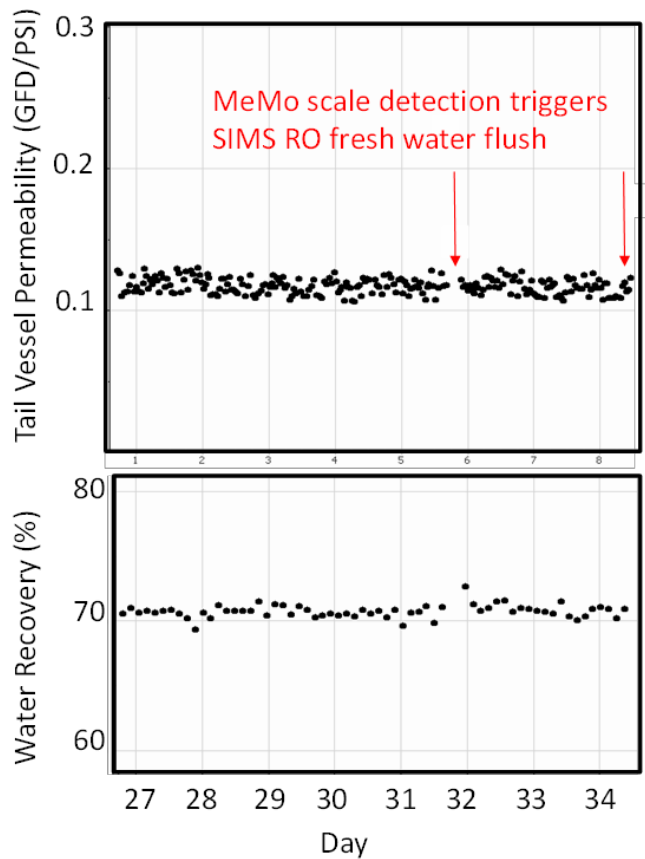 0.3
0.2
0.1
Tail Vessel Permeability (GFD/PSI)
MeMo scale detection triggers
SIMS RO fresh water flush
1 2 3 4 5 6 7 8
80
70
60
Water Recovery (%)
27 28 29 30 31 32 33 34
Day